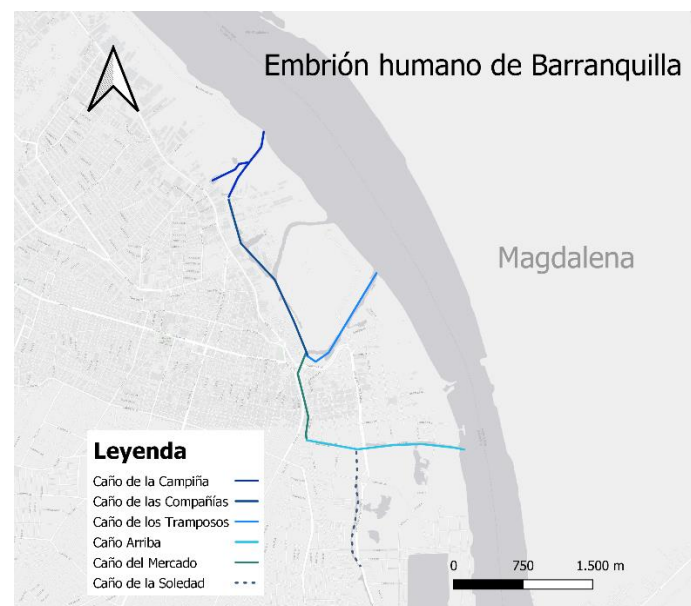 Embrión humano de Barranquilla
Magdalena
Leyenda
Caño de la Campiña
Caño de las Compañías
Caño de los Tramposos
Caño Arriba
Caño del Mercado
Caño de la Soledad
0 750 1.500 m